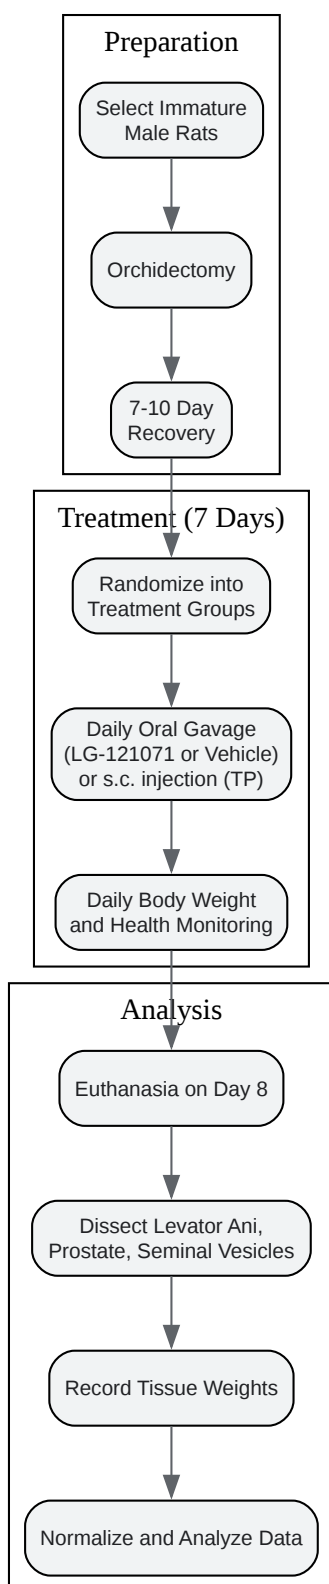 Preparation
Select Immature
Male Rats
Orchidectomy
7-10 Day
Recovery
Treatment (7 Days)
Randomize into
Treatment Groups
Daily Oral Gavage
(LG-121071 or Vehicle)
or s.c. injection (TP)
Daily Body Weight
and Health Monitoring
Analysis
Euthanasia on Day 8
Dissect Levator Ani,
Prostate, Seminal Vesicles
Record Tissue Weights
Normalize and Analyze Data